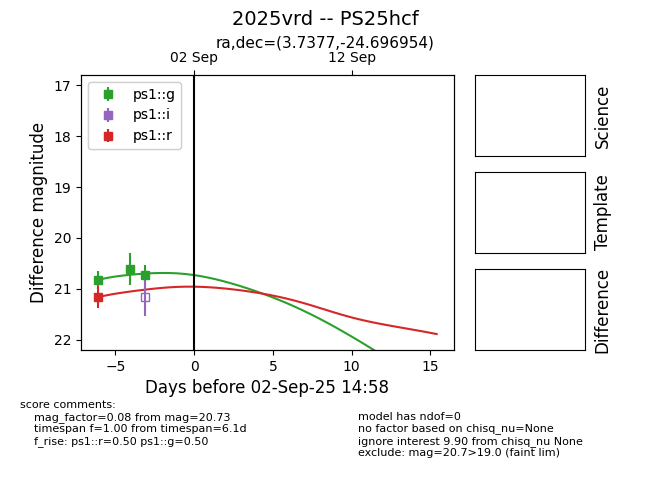 2025vrd -- PS25hcf
ra,dec=(3.7377,-24.696954)
02 Sep
12 Sep
ps1::g
ps1::i
ps1::r
17
18
19
20
21
22
Difference magnitude
−5
0
5
10
15
Days before 02-Sep-25 14:58
Science
Template
Difference
score comments:
mag_factor=0.08 from mag=20.73
timespan f=1.00 from timespan=6.1d
f_rise: ps1::r=0.50 ps1::g=0.50
model has ndof=0
no factor based on chisq_nu=None
ignore interest 9.90 from chisq_nu None
exclude: mag=20.7>19.0 (faint lim)